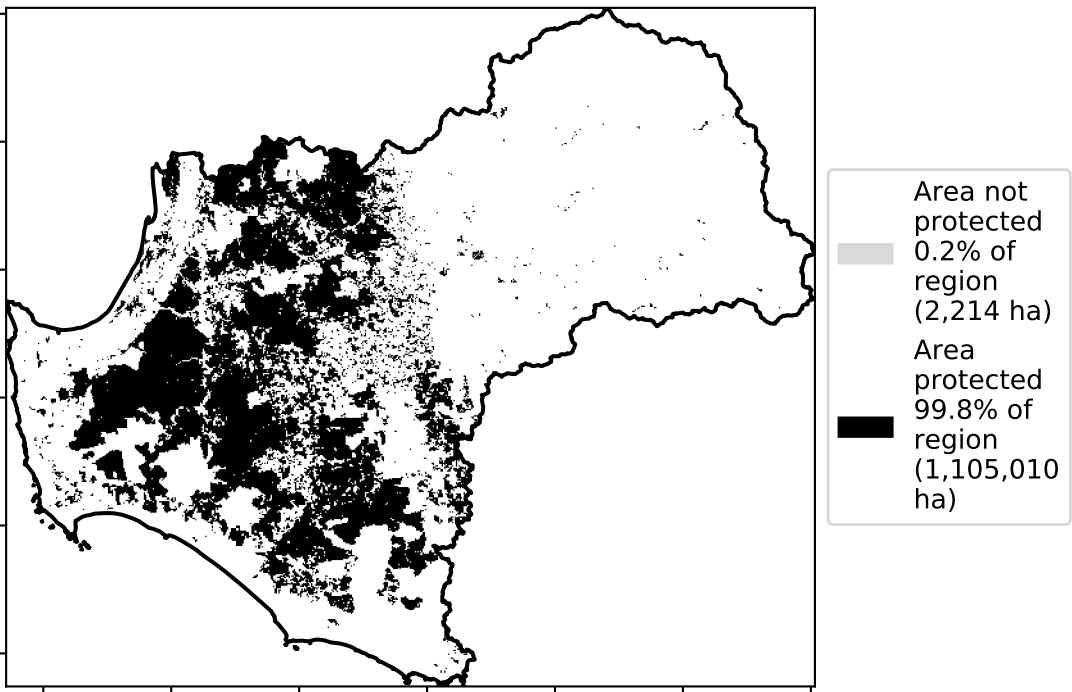 Area not
protected
0.2% of
region
(2,214 ha)
Area
protected
99.8% of
region
(1,105,010
ha)